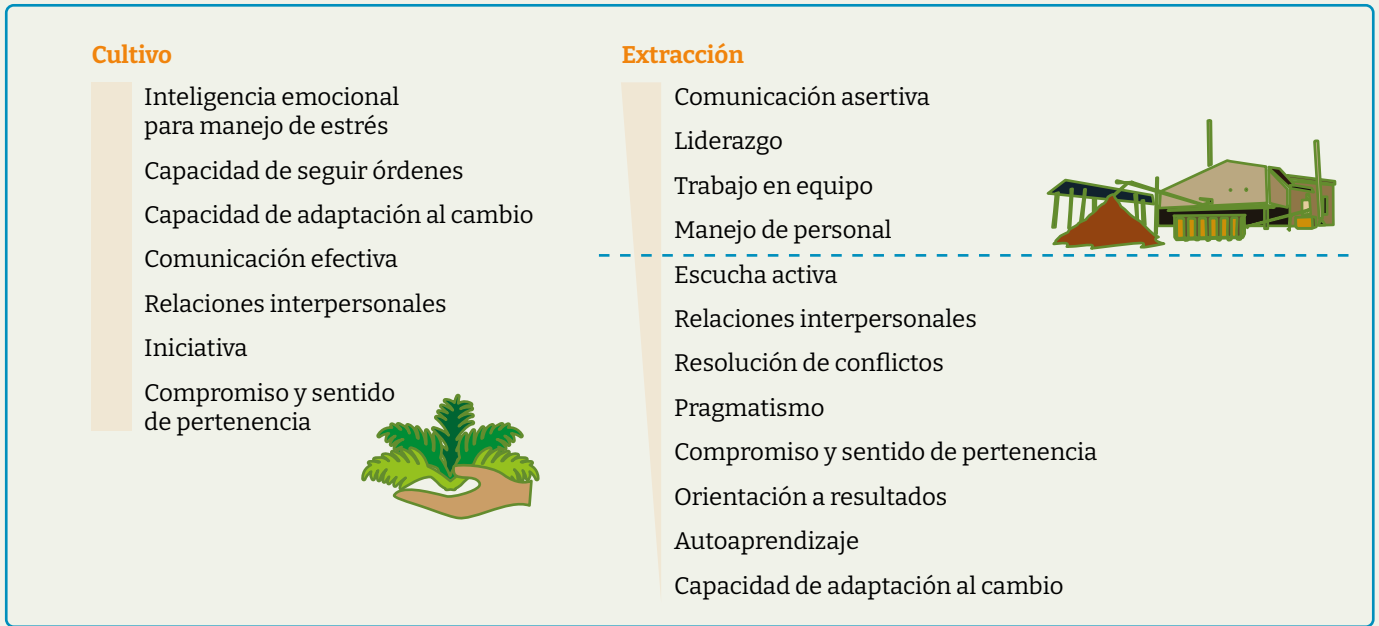 Cultivo
Inteligencia emocional
para manejo de estrés
Capacidad de seguir órdenes
Capacidad de adaptación al cambio
Comunicación efectiva
Relaciones interpersonales
Iniciativa
Compromiso y sentido
de pertenencia
Extracción
Comunicación asertiva
Liderazgo
Trabajo en equipo
Manejo de personal
Escucha activa
Relaciones interpersonales
Resolución de conflictos
Pragmatismo
Compromiso y sentido de pertenencia
Orientación a resultados
Autoaprendizaje
Capacidad de adaptación al cambio